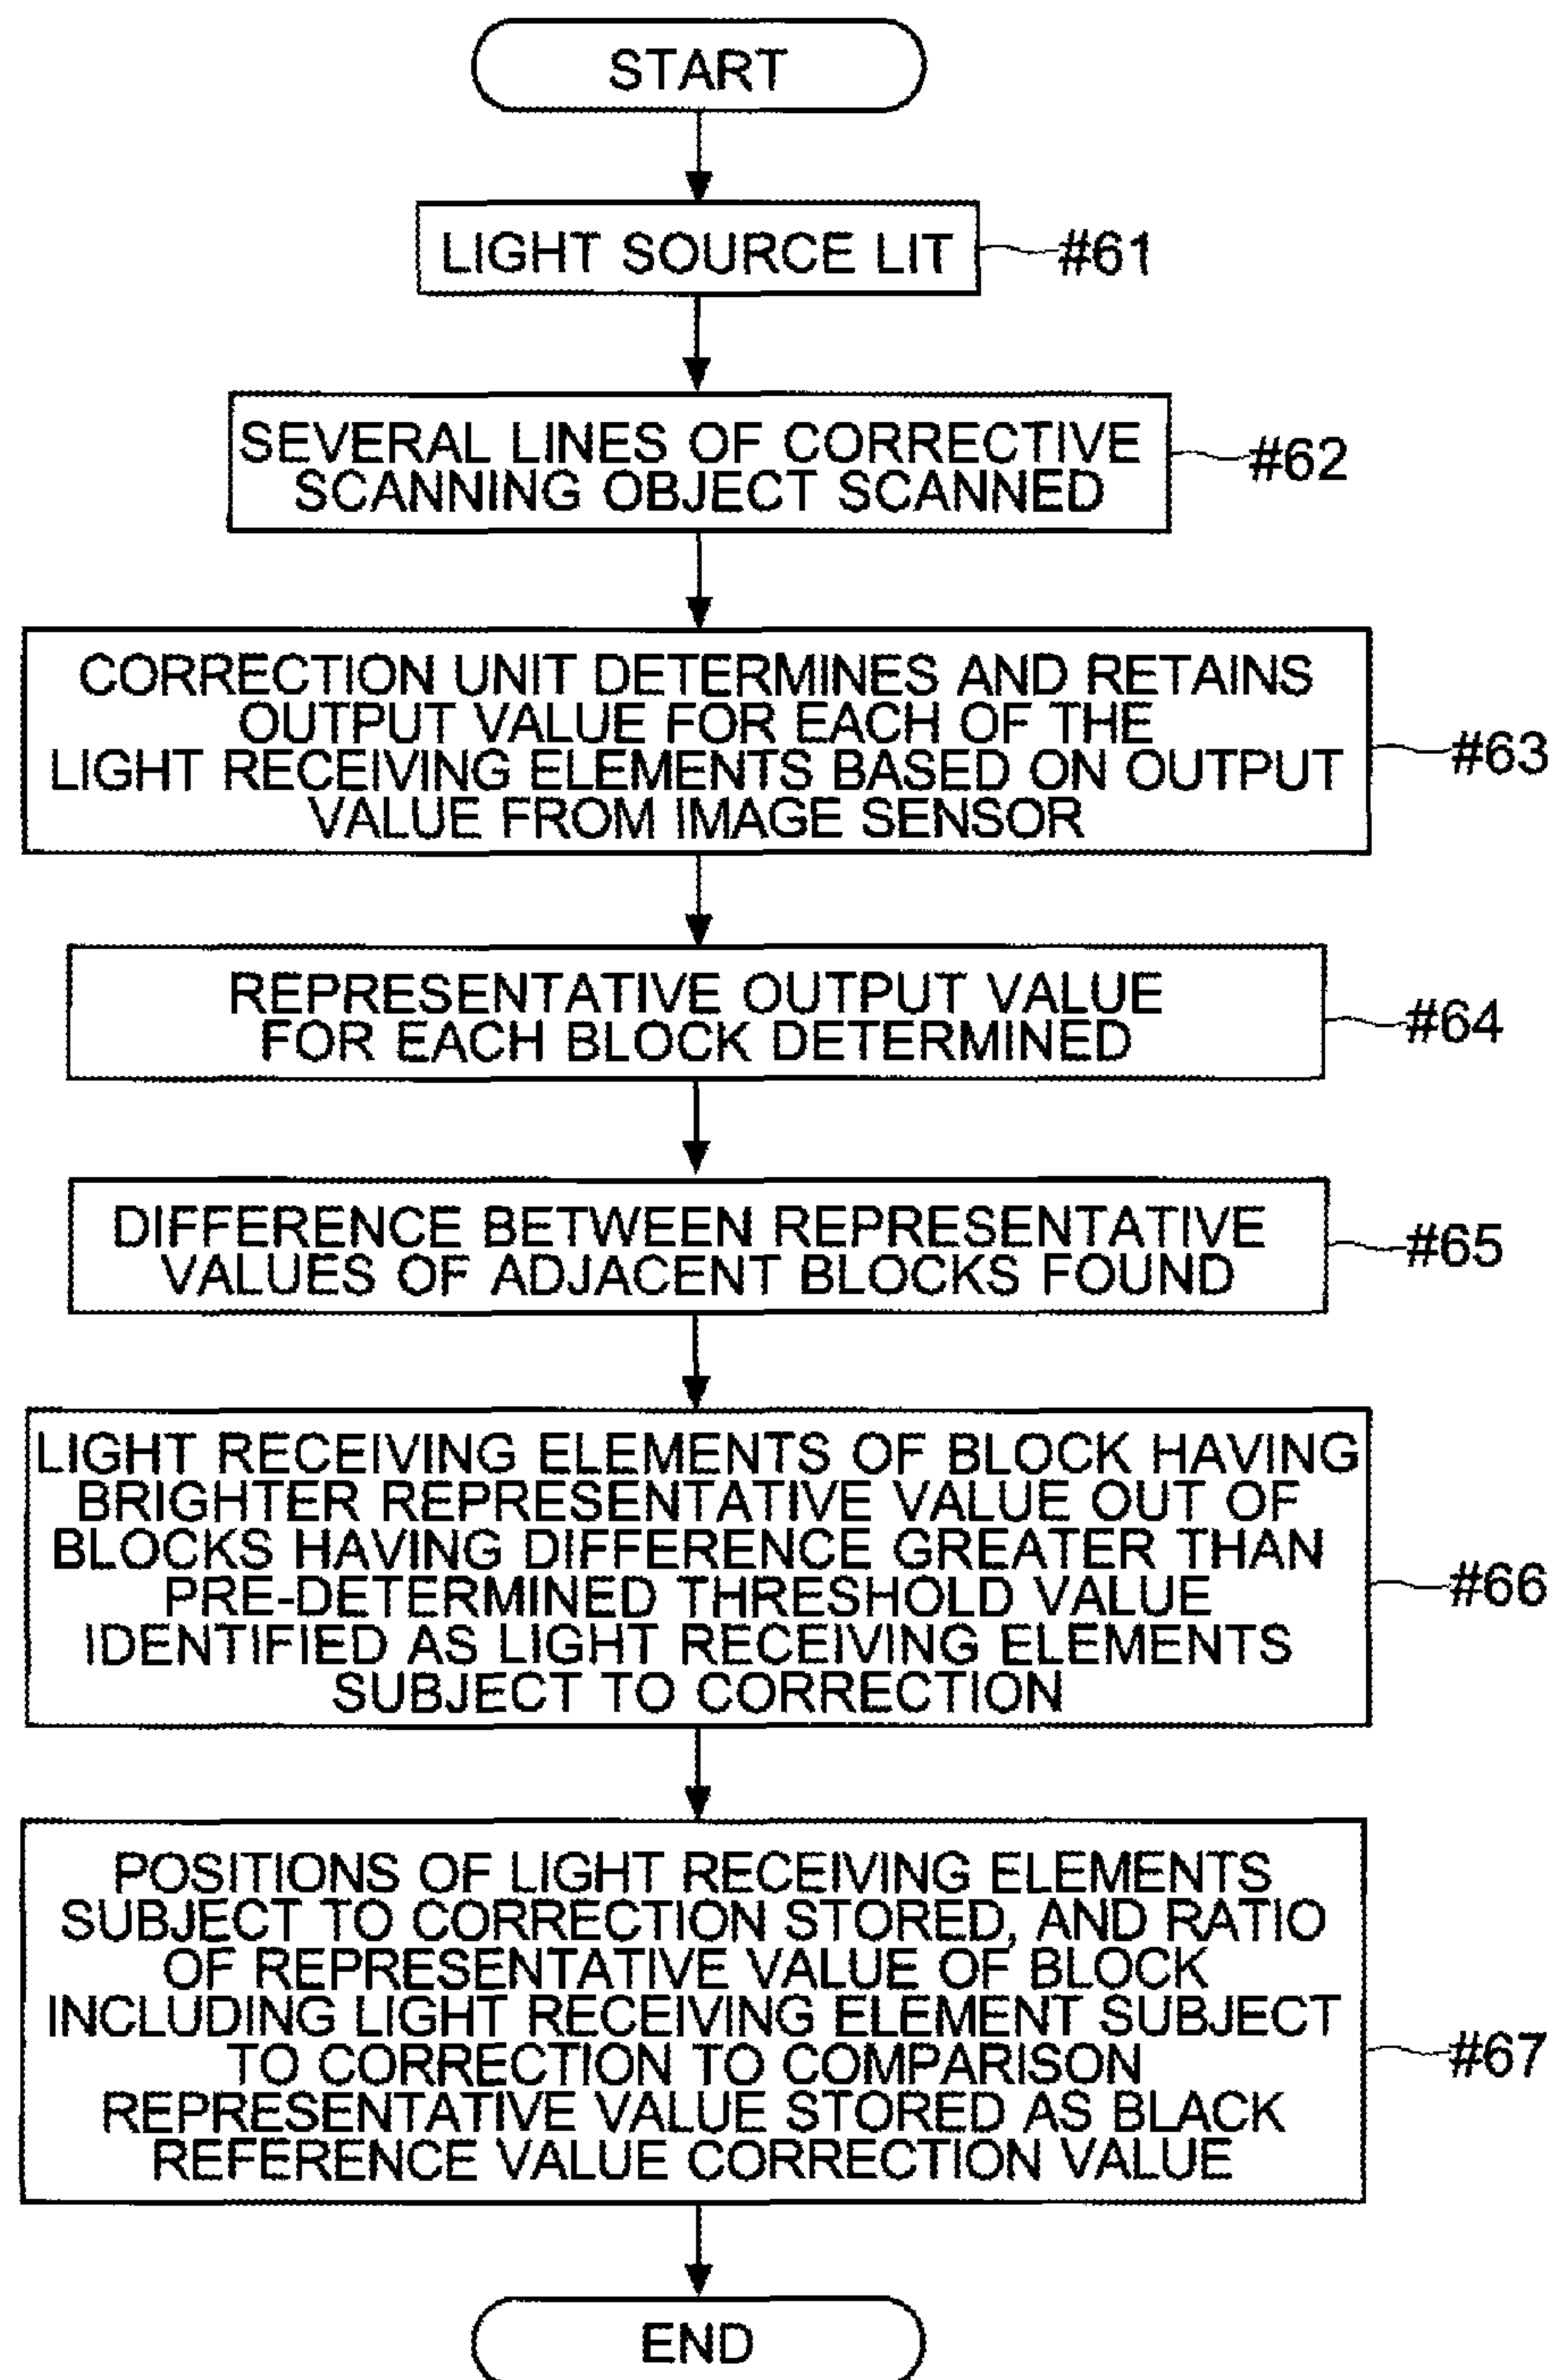 START
LIGHT SOURCE LIT
#61
SEVERAL LINES OF CORRECTIVE
SCANNING OBJECT SCANNED
#62
CORRECTION UNIT DETERMINES AND RETAINS
OUTPUT VALUE FOR EACH OF THE
LIGHT RECEIVING ELEMENTS BASED ON OUTPUT
VALUE FROM IMAGE SENSOR
#63
REPRESENTATIVE OUTPUT VALUE
FOR EACH BLOCK DETERMINED
#64
DIFFERENCE BETWEEN REPRESENTATIVE
VALUES OF ADJACENT BLOCKS FOUND
#65
LIGHT RECEIVING ELEMENTS OF BLOCK HAVING
BRIGHTER REPRESENTATIVE VALUE OUT OF
BLOCKS HAVING DIFFERENCE GREATER THAN
PRE-DETERMINED THRESHOLD VALUE
IDENTIFIED AS LIGHT RECEIVING ELEMENTS
SUBJECT TO CORRECTION
#66
POSITIONS OF LIGHT RECEIVING ELEMENTS
SUBJECT TO CORRECTION STORED, AND RATIO
OF REPRESENTATIVE VALUE OF BLOCK
INCLUDING LIGHT RECEIVING ELEMENT SUBJECT
TO CORRECTION TO COMPARISON
REPRESENTATIVE VALUE STORED AS BLACK
REFERENCE VALUE CORRECTION VALUE
#67
END